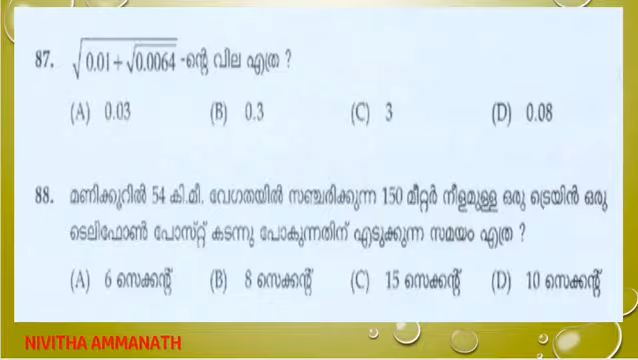 87. √0.01+√0.0064 -ന്റെ വില എത്ര ?
(A) 0.03 (B) 0.3 (C) 3 (D) 0.08
88. മണിക്കൂറിൽ 54 കി.മീ. വേഗതയിൽ സഞ്ചരിക്കുന്ന 150 മീറ്റർ നീളമുള്ള ഒരു ട്രെയിൻ ഒരു
ടെലിഫോൺ പോസ്റ്റ് കടന്നു പോകുന്നതിന് എടുക്കുന്ന സമയം എത്ര ?
(A) 6 സെക്കന്റ് (B) 8 സെക്കന്റ് (C) 15 സെക്കന്റ് (D) 10 സെക്കന്റ്
NIVITHA AMMANATH